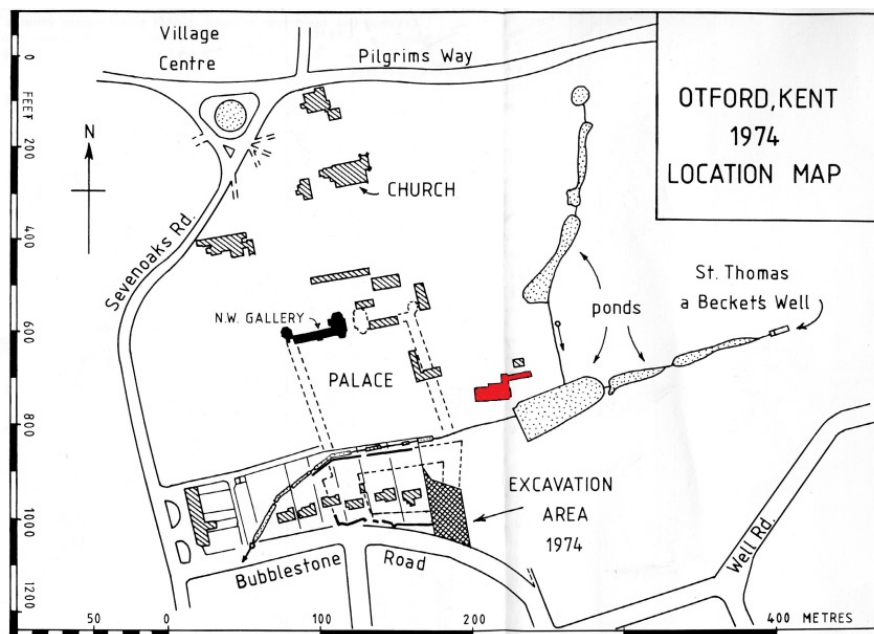 Village
Centre
Pilgrims Way
OTFORD, KENT
1974
LOCATION MAP
0
FEET
200
400
600
800
1000
1200
N
CHURCH
Sevenoaks Rd.
N.W. GALLERY
PALACE
ponds
St. Thomas
a Becket's Well
EXCAVATION
AREA
1974
Bubblestone Road
Well Rd.
50
0
100
200
400 METRES